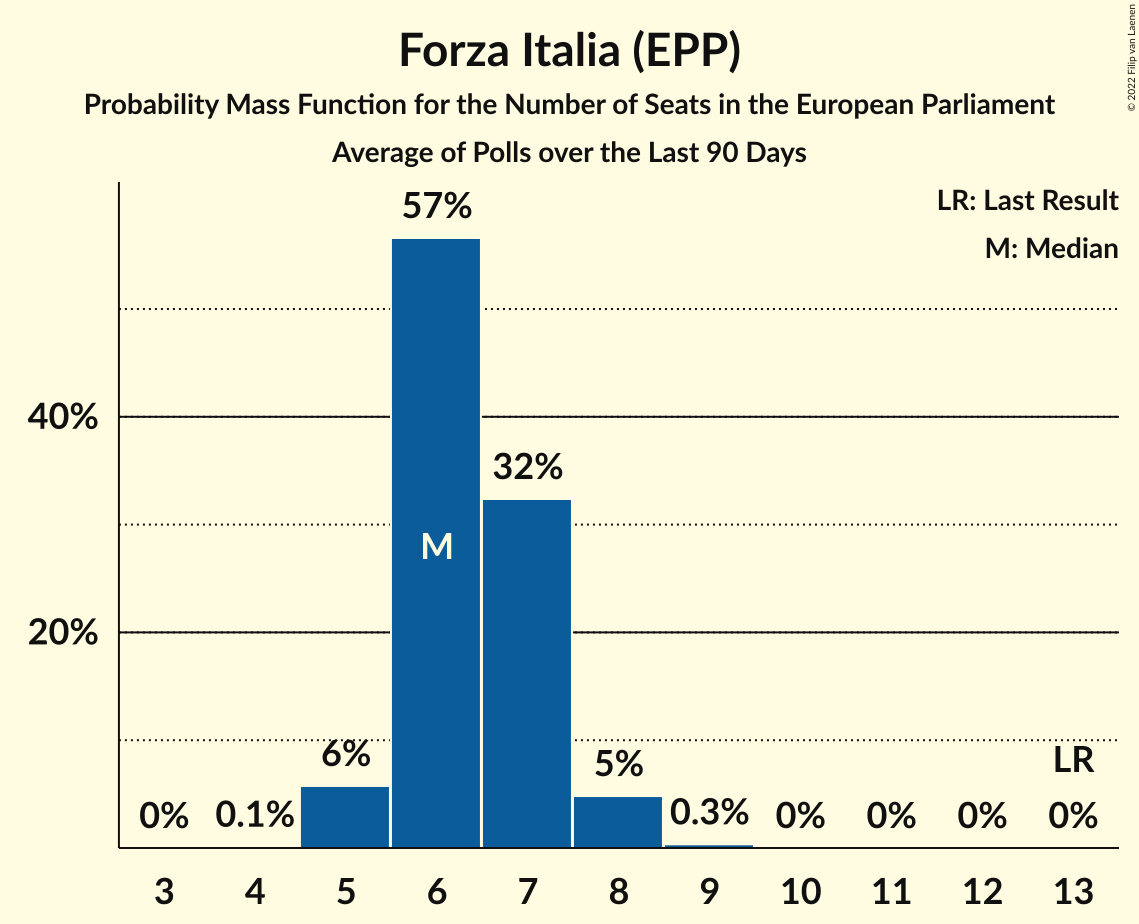 Forza Italia (EPP)
Probability Mass Function for the Number of Seats in the European Parliament
Average of Polls over the Last 90 Days
© 2022 Filip van Laenen
LR: Last Result
M: Median
57%
40%
32%
M
20%
6%
5%
LR
0%
0.1%
0.3%
0%
0%
0%
0%
3 4 5 6 7 8 9 10 11 12 13